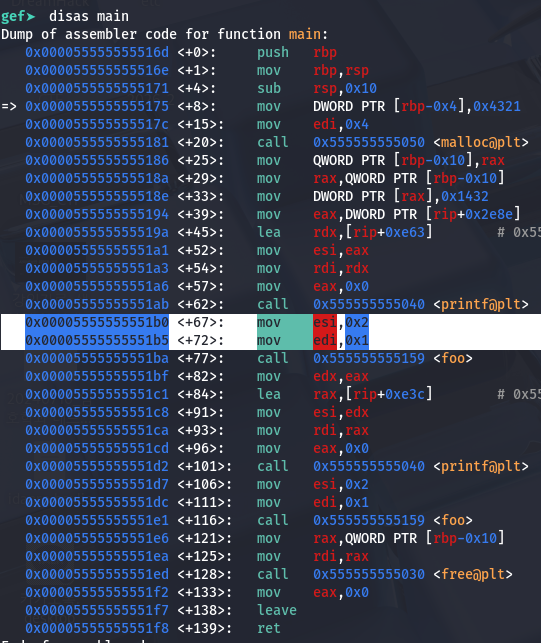 gef➤ disas main
Dump of assembler code for function main:
0x000055555555516d <+0>: push rbp
0x000055555555516e <+1>: mov rbp,rsp
0x0000555555555171 <+4>: sub rsp,0x10
=> 0x0000555555555175 <+8>: mov DWORD PTR [rbp-0x4],0x4321
0x000055555555517c <+15>: mov edi,0x4
0x0000555555555181 <+20>: call 0x555555555050 <malloc@plt>
0x0000555555555186 <+25>: mov QWORD PTR [rbp-0x10],rax
0x000055555555518a <+29>: mov rax,QWORD PTR [rbp-0x10]
0x000055555555518e <+33>: mov DWORD PTR [rax],0x1432
0x0000555555555194 <+39>: mov eax,DWORD PTR [rip+0x2e8e]
0x000055555555519a <+45>: lea rdx,[rip+0xe63] # 0x55
0x00005555555551a1 <+52>: mov esi,eax
0x00005555555551a3 <+54>: mov rdi,rdx
0x00005555555551a6 <+57>: mov eax,0x0
0x00005555555551ab <+62>: call 0x555555555040 <printf@plt>
0x00005555555551b0 <+67>: mov esi,0x2
0x00005555555551b5 <+72>: mov edi,0x1
0x00005555555551ba <+77>: call 0x555555555159 <foo>
0x00005555555551bf <+82>: mov edx,eax
0x00005555555551c1 <+84>: lea rax,[rip+0xe3c] # 0x55
0x00005555555551c8 <+91>: mov esi,edx
0x00005555555551ca <+93>: mov rdi,rax
0x00005555555551cd <+96>: mov eax,0x0
0x00005555555551d2 <+101>: call 0x555555555040 <printf@plt>
0x00005555555551d7 <+106>: mov esi,0x2
0x00005555555551dc <+111>: mov edi,0x1
0x00005555555551e1 <+116>: call 0x555555555159 <foo>
0x00005555555551e6 <+121>: mov rax,QWORD PTR [rbp-0x10]
0x00005555555551ea <+125>: mov rdi,rax
0x00005555555551ed <+128>: call 0x555555555030 <free@plt>
0x00005555555551f2 <+133>: mov eax,0x0
0x00005555555551f7 <+138>: leave
0x00005555555551f8 <+139>: ret